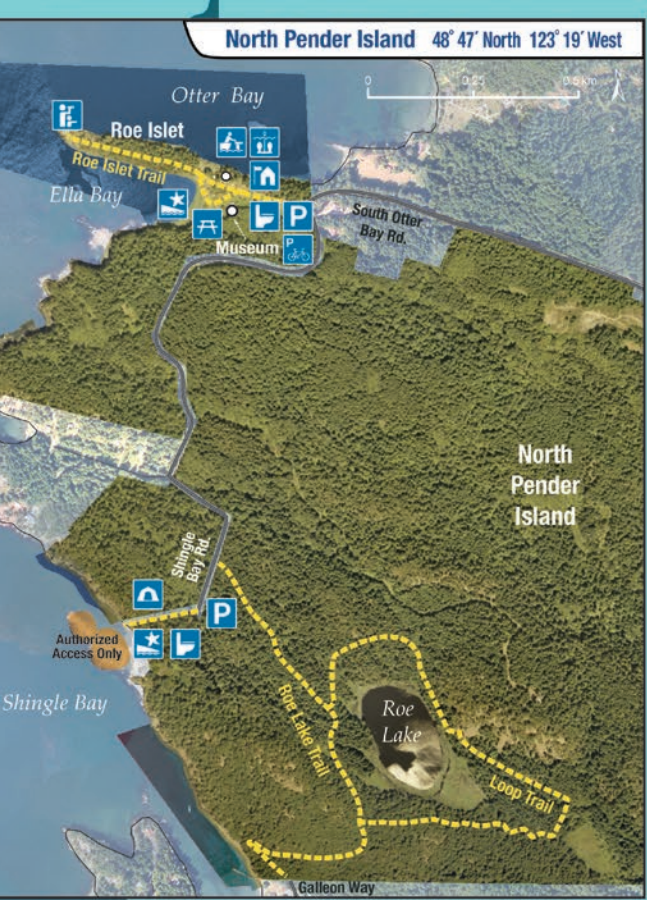 North Pender Island 48° 47′ North 123° 19′ West
0 0.25 0.5 km
Otter Bay
Roe Islet
Roe Islet Trail
Ella Bay
P
South Otter
Bay Rd.
Museum
P
North
Pender
Island
Shingle
Bay Rd.
P
Authorized
Access Only
Shingle Bay
Roe Lake Trail
Roe
Lake
Loop Trail
Galleon Way